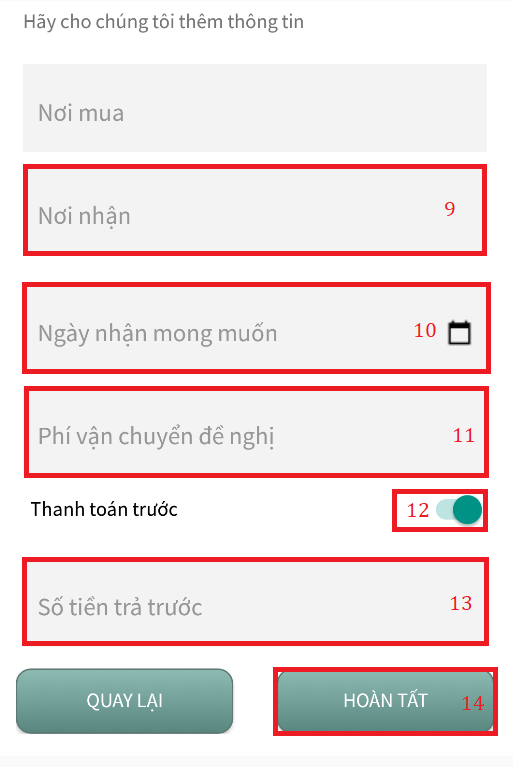 Hãy cho chúng tôi thêm thông tin
Nơi mua
Nơi nhận 9
Ngày nhận mong muốn 10
Phí vận chuyển đề nghị 11
Thanh toán trước 12
Số tiền trả trước 13
QUAY LẠI
HOÀN TẤT 14